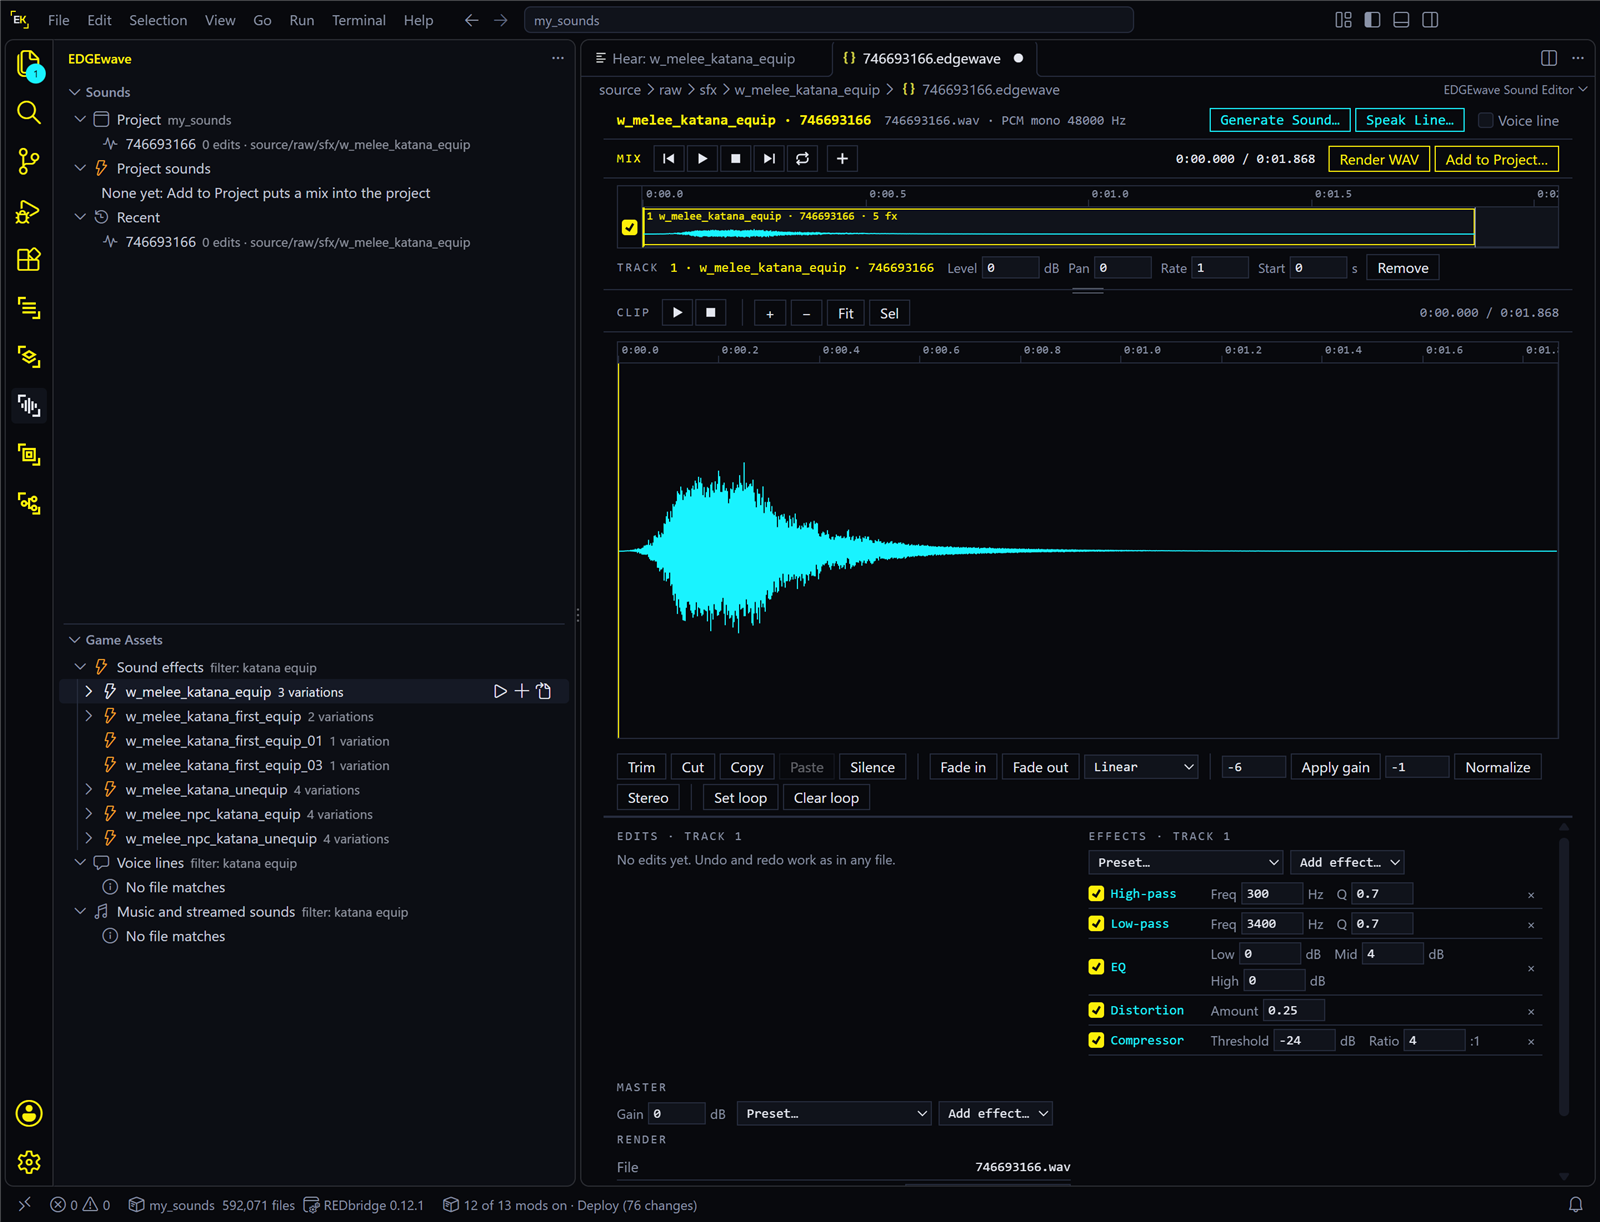 EK File Edit Selection View Go Run Terminal Help my_sounds
1
EDGEwave
Sounds
Project my_sounds
746693166 0 edits · source/raw/sfx/w_melee_katana_equip
Project sounds
None yet: Add to Project puts a mix into the project
Recent
746693166 0 edits · source/raw/sfx/w_melee_katana_equip
Game Assets
Sound effects filter: katana equip
w_melee_katana_equip 3 variations
w_melee_katana_first_equip 2 variations
w_melee_katana_first_equip_01 1 variation
w_melee_katana_first_equip_03 1 variation
w_melee_katana_unequip 4 variations
w_melee_npc_katana_equip 4 variations
w_melee_npc_katana_unequip 4 variations
Voice lines filter: katana equip
No file matches
Music and streamed sounds filter: katana equip
No file matches
Hear: w_melee_katana_equip {} 746693166.edgewave
source > raw > sfx > w_melee_katana_equip > {} 746693166.edgewave EDGEwave Sound Editor
w_melee_katana_equip · 746693166 746693166.wav · PCM mono 48000 Hz Generate Sound… Speak Line… Voice line
MIX + 0:00.000 / 0:01.868 Render WAV Add to Project…
0:00.0 0:00.5 0:01.0 0:01.5
1 w_melee_katana_equip · 746693166 · 5 fx
TRACK 1 · w_melee_katana_equip · 746693166 Level 0 dB Pan 0 Rate 1 Start 0 s Remove
CLIP + − Fit Sel 0:00.000 / 0:01.868
0:00.0 0:00.2 0:00.4 0:00.6 0:00.8 0:01.0 0:01.2 0:01.4 0:01.6
Trim Cut Copy Paste Silence Fade in Fade out Linear -6 Apply gain -1 Normalize
Stereo Set loop Clear loop
EDITS · TRACK 1
No edits yet. Undo and redo work as in any file.
EFFECTS · TRACK 1
Preset… Add effect…
High-pass Freq 300 Hz Q 0.7 ×
Low-pass Freq 3400 Hz Q 0.7 ×
EQ Low 0 dB Mid 4 dB
High 0 dB ×
Distortion Amount 0.25 ×
Compressor Threshold -24 dB Ratio 4 :1 ×
MASTER
Gain 0 dB Preset… Add effect…
RENDER
File 746693166.wav
0 0 my_sounds 592,071 files REDbridge 0.12.1 12 of 13 mods on · Deploy (76 changes)